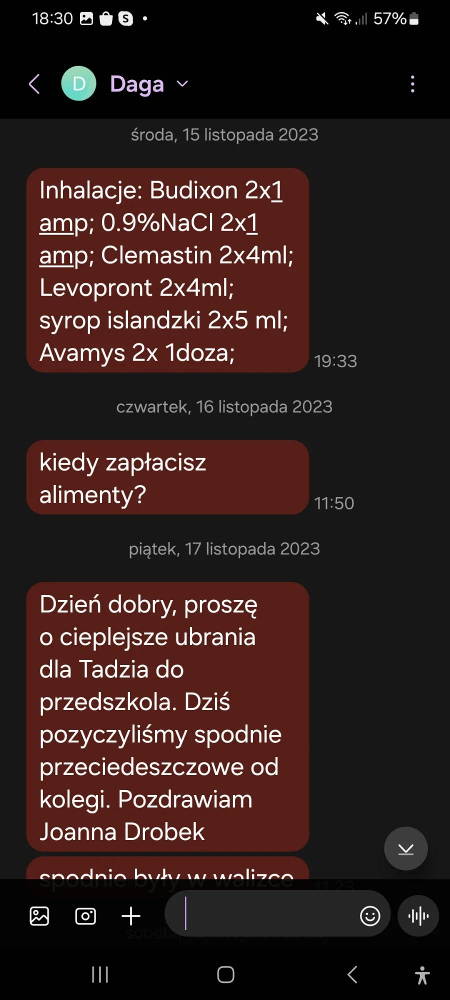 18:30 S 57%
D Daga
środa, 15 listopada 2023
Inhalacje: Budixon 2x1
amp; 0.9%NaCl 2x1
amp; Clemastin 2x4ml;
Levopront 2x4ml;
syrop islandzki 2x5 ml;
Avamys 2x 1doza;
19:33
czwartek, 16 listopada 2023
kiedy zapłacisz
alimenty?
11:50
piątek, 17 listopada 2023
Dzień dobry, proszę
o cieplejsze ubrania
dla Tadzia do
przedszkola. Dziś
pozyczyliśmy spodnie
przeciedeszczowe od
kolegi. Pozdrawiam
Joanna Drobek
spodnie były w walizce
11:23
sobota,